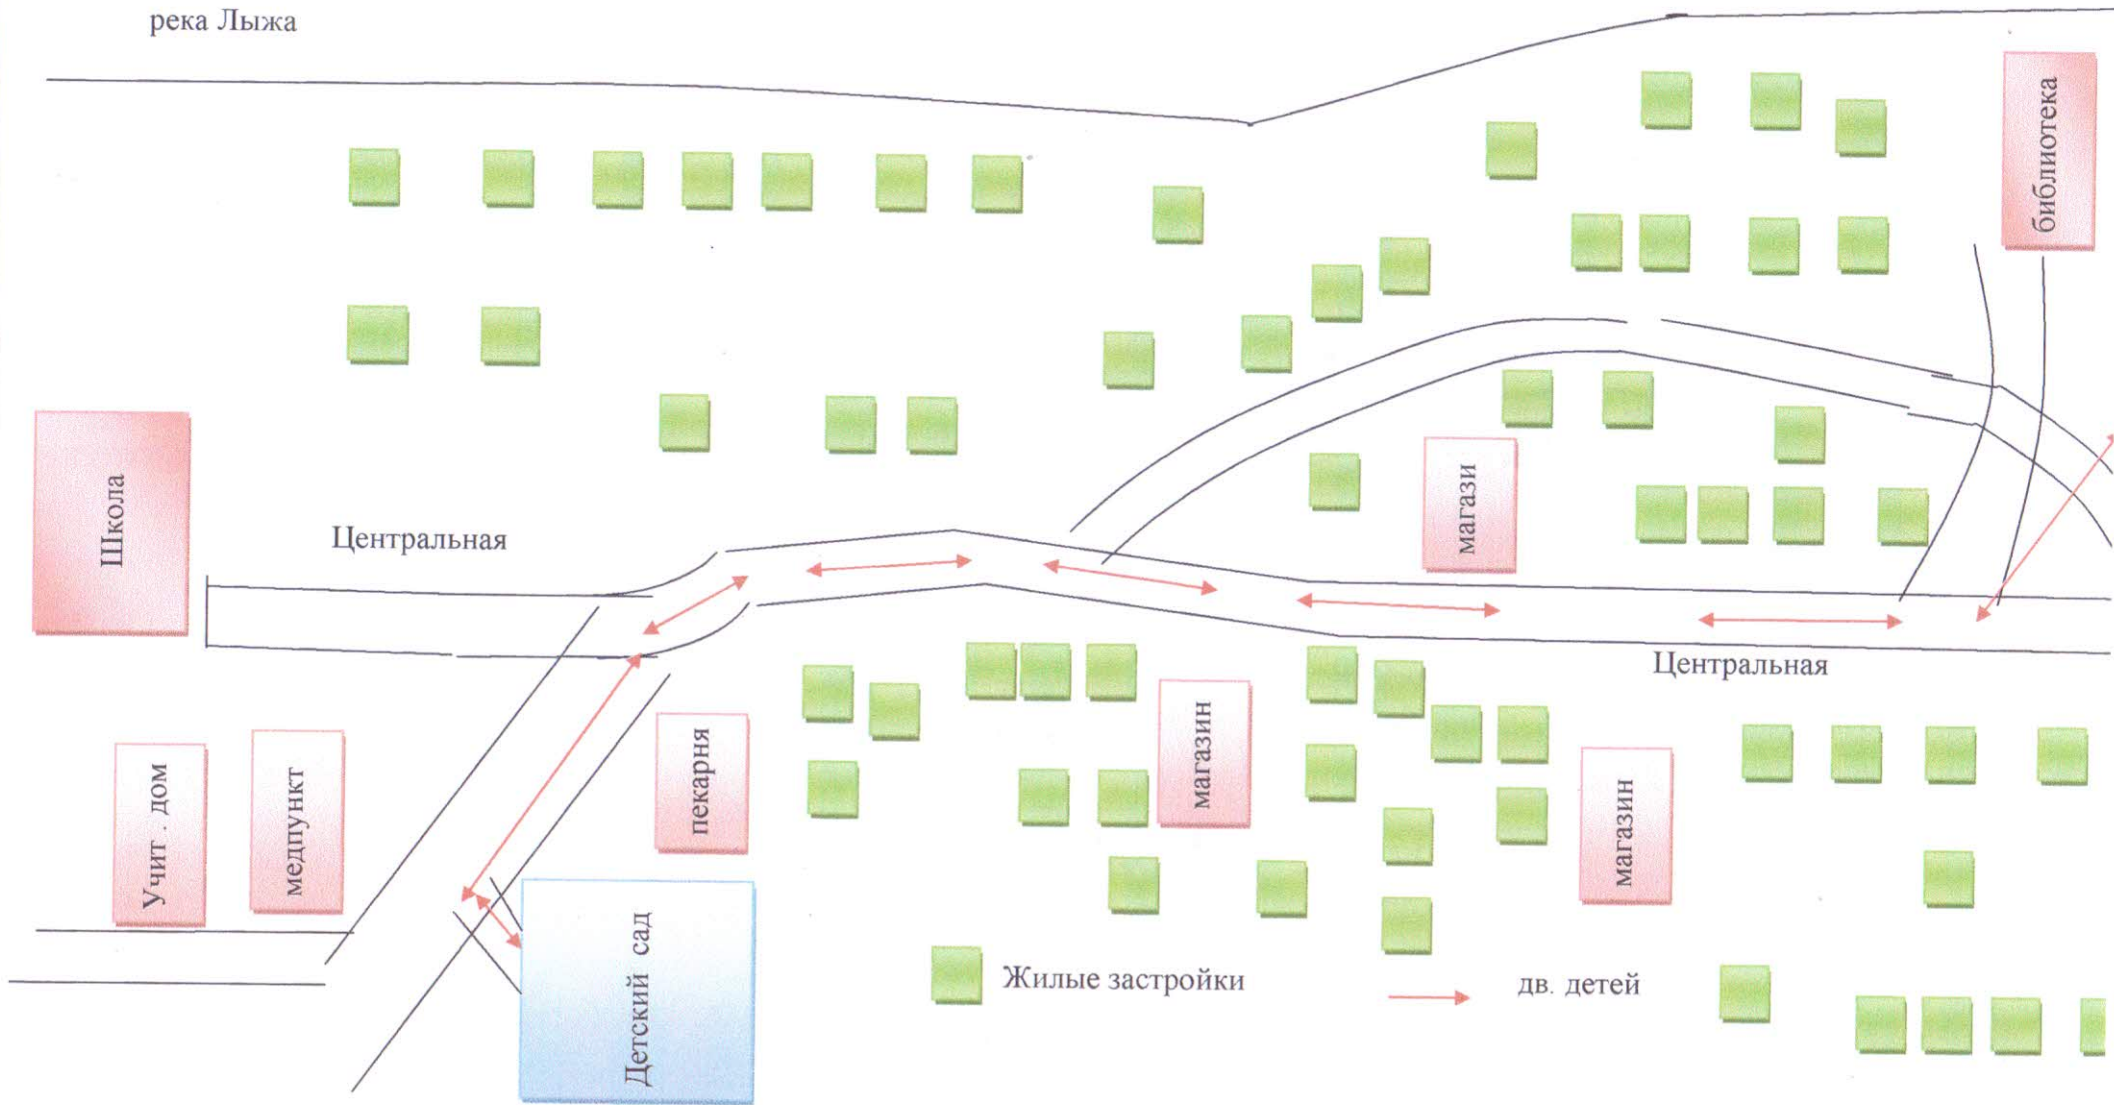 река Лыжа
библиотека
Школа
Центральная
магази
Центральная
Учит . дом
медпункт
пекарня
магазин
магазин
Детский сад
Жилые застройки
дв. детей